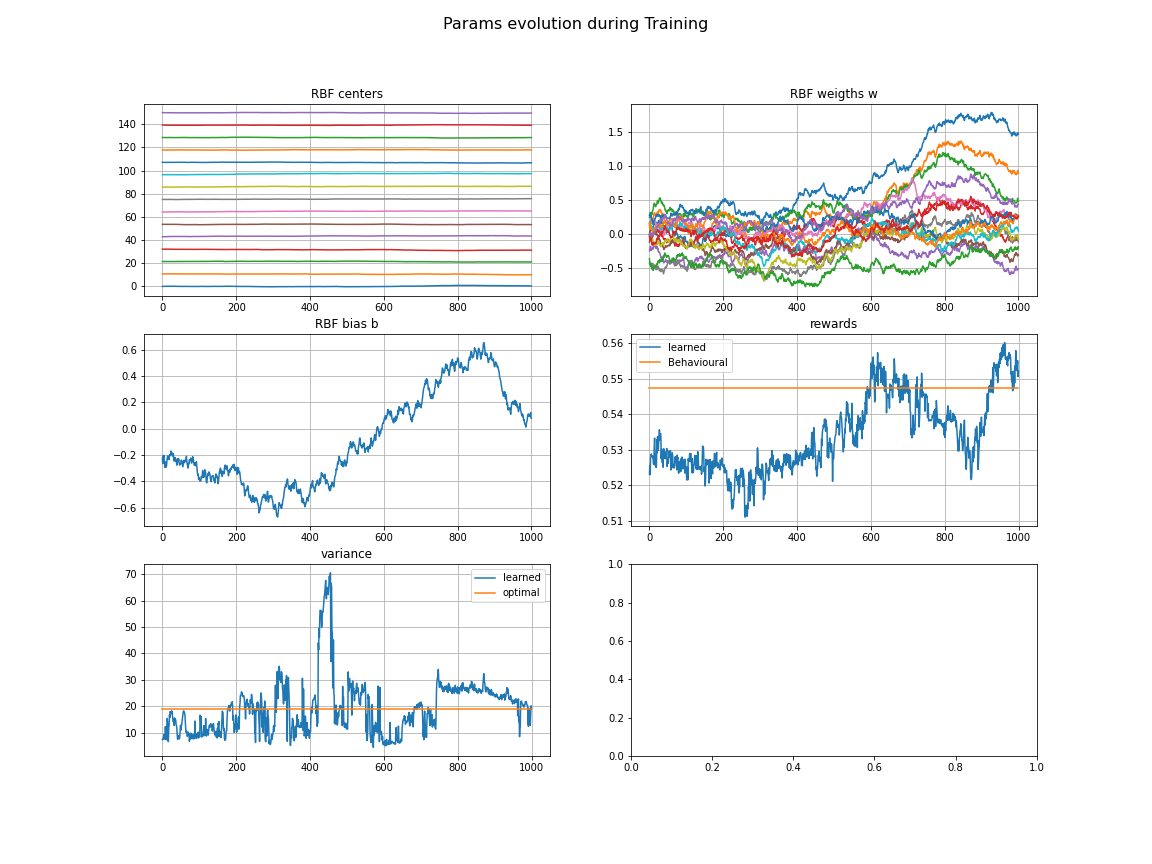 Params evolution during Training
RBF centers
140
120
100
80
60
40
20
0
0 200 400 600 800 1000
RBF weigths w
1.5
1.0
0.5
0.0
−0.5
0 200 400 600 800 1000
RBF bias b
0.6
0.4
0.2
0.0
−0.2
−0.4
−0.6
0 200 400 600 800 1000
rewards
learned
Behavioural
0.56
0.55
0.54
0.53
0.52
0.51
0 200 400 600 800 1000
variance
learned
optimal
70
60
50
40
30
20
10
0 200 400 600 800 1000
1.0
0.8
0.6
0.4
0.2
0.0
0.0 0.2 0.4 0.6 0.8 1.0